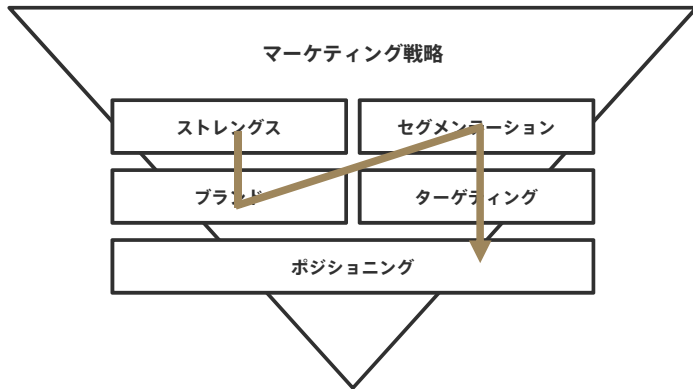 マーケティング戦略
ストレングス
セグメンテーション
ブランド
ターゲティング
ポジショニング